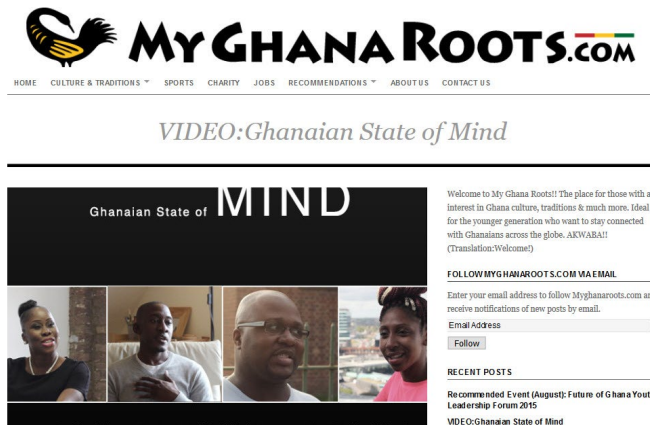 MY GHANA ROOTS.COM
HOME CULTURE & TRADITIONS SPORTS CHARITY JOBS RECOMMENDATIONS ABOUT US CONTACT US
VIDEO:Ghanaian State of Mind
Ghanaian State of MIND
Welcome to My Ghana Roots!! The place for those with a
interest in Ghana culture, traditions & much more. Ideal
for the younger generation who want to stay connected
with Ghanaians across the globe. AKWABA!!
(Translation:Welcome!)
FOLLOW MYGHANAROOTS.COM VIA EMAIL
Enter your email address to follow Myghanaroots.com
receive notifications of new posts by email.
Email Address
Follow
RECENT POSTS
Recommended Event (August): Future of Ghana
Leadership Forum 2015
VIDEO:Ghanaian State of Mind